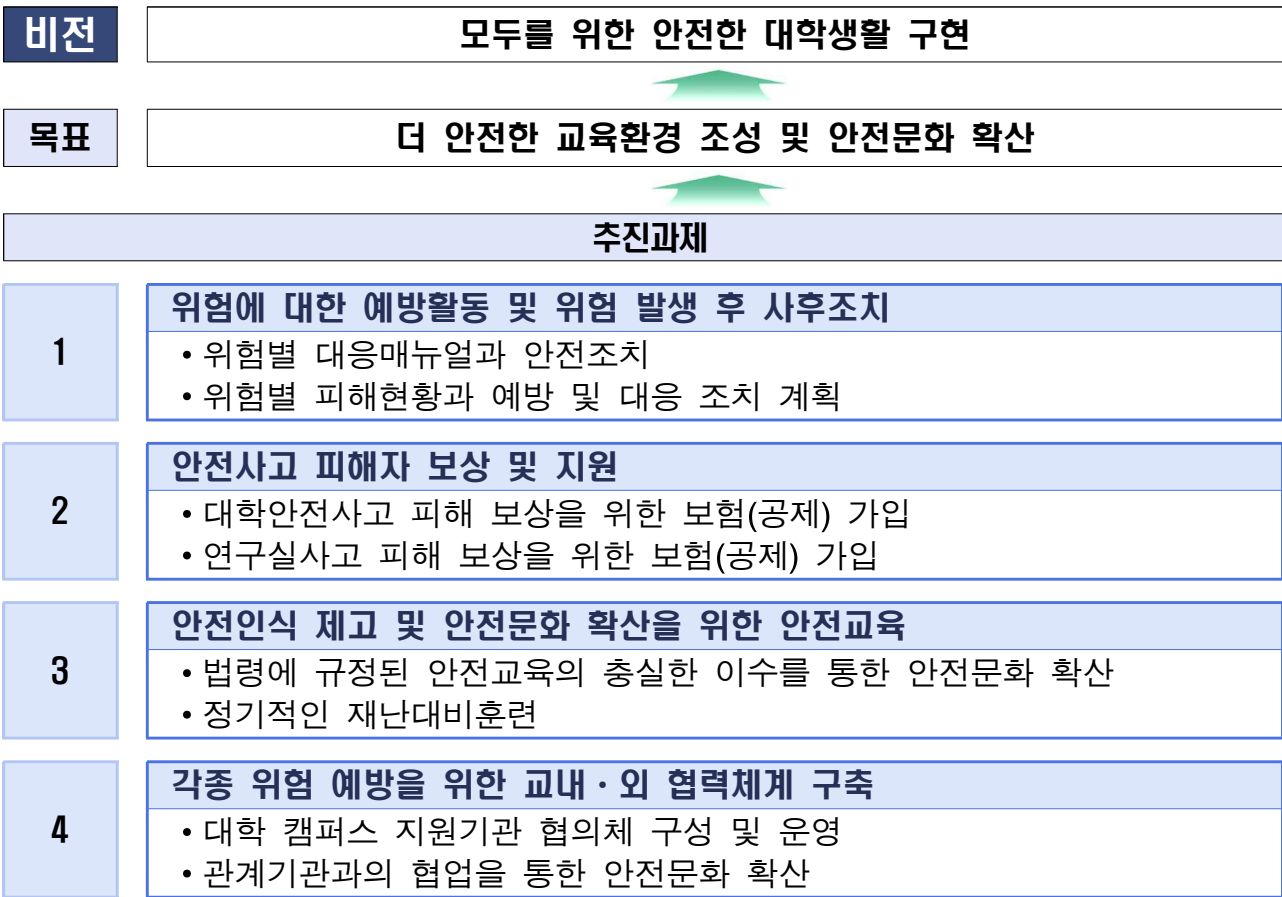 비전
모두를 위한 안전한 대학생활 구현
목표
더 안전한 교육환경 조성 및 안전문화 확산
추진과제
1
위험에 대한 예방활동 및 위험 발생 후 사후조치
• 위험별 대응매뉴얼과 안전조치
• 위험별 피해현황과 예방 및 대응 조치 계획
2
안전사고 피해자 보상 및 지원
• 대학안전사고 피해 보상을 위한 보험(공제) 가입
• 연구실사고 피해 보상을 위한 보험(공제) 가입
3
안전인식 제고 및 안전문화 확산을 위한 안전교육
• 법령에 규정된 안전교육의 충실한 이수를 통한 안전문화 확산
• 정기적인 재난대비훈련
4
각종 위험 예방을 위한 교내·외 협력체계 구축
• 대학 캠퍼스 지원기관 협의체 구성 및 운영
• 관계기관과의 협업을 통한 안전문화 확산